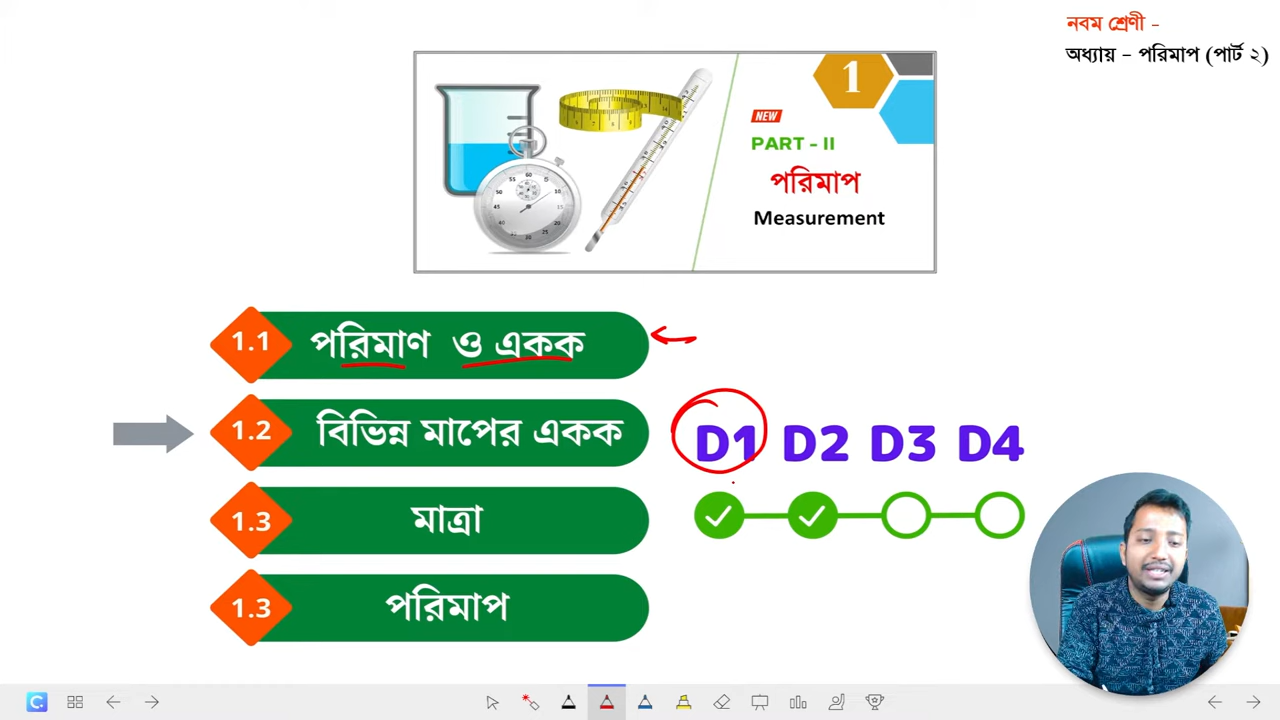 নবম শ্রেণী -
অধ্যায় - পরিমাপ (পার্ট ২)
1
NEW
PART - II
পরিমাপ
Measurement
1.1 পরিমাণ ও একক
1.2 বিভিন্ন মাপের একক
D1 D2 D3 D4
1.3 মাত্রা
1.3 পরিমাপ